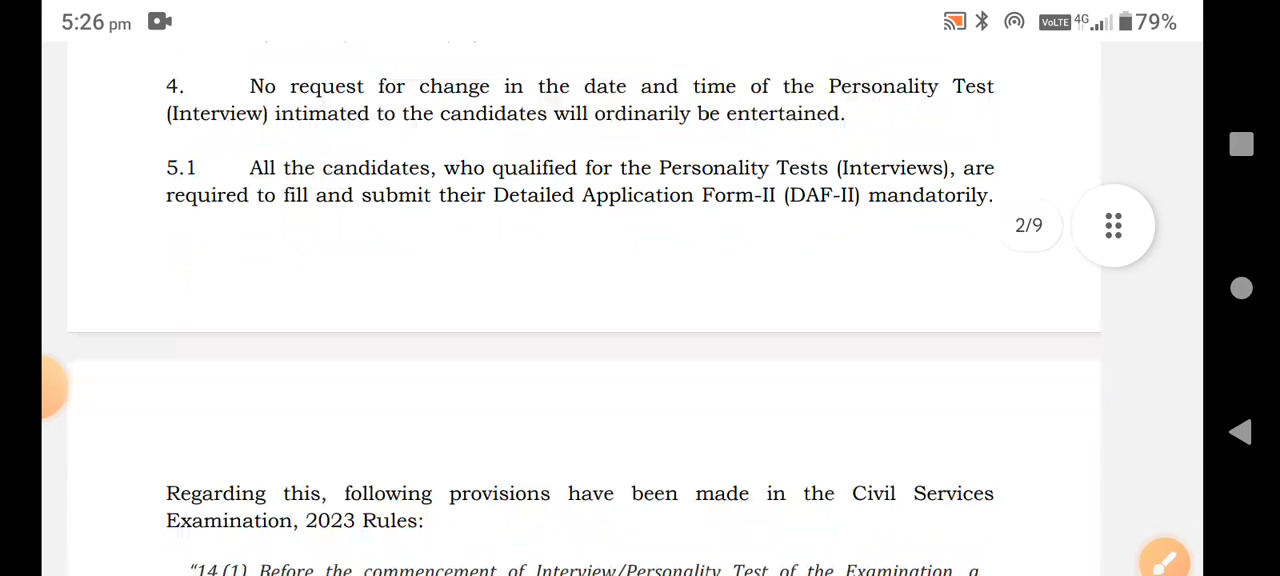 5:26 pm
VoLTE 4G 79%
4. No request for change in the date and time of the Personality Test
(Interview) intimated to the candidates will ordinarily be entertained.
5.1 All the candidates, who qualified for the Personality Tests (Interviews), are
required to fill and submit their Detailed Application Form-II (DAF-II) mandatorily.
2/9
Regarding this, following provisions have been made in the Civil Services
Examination, 2023 Rules:
"14.(1) Before the commencement of Interview/Personality Test of the Examination, a